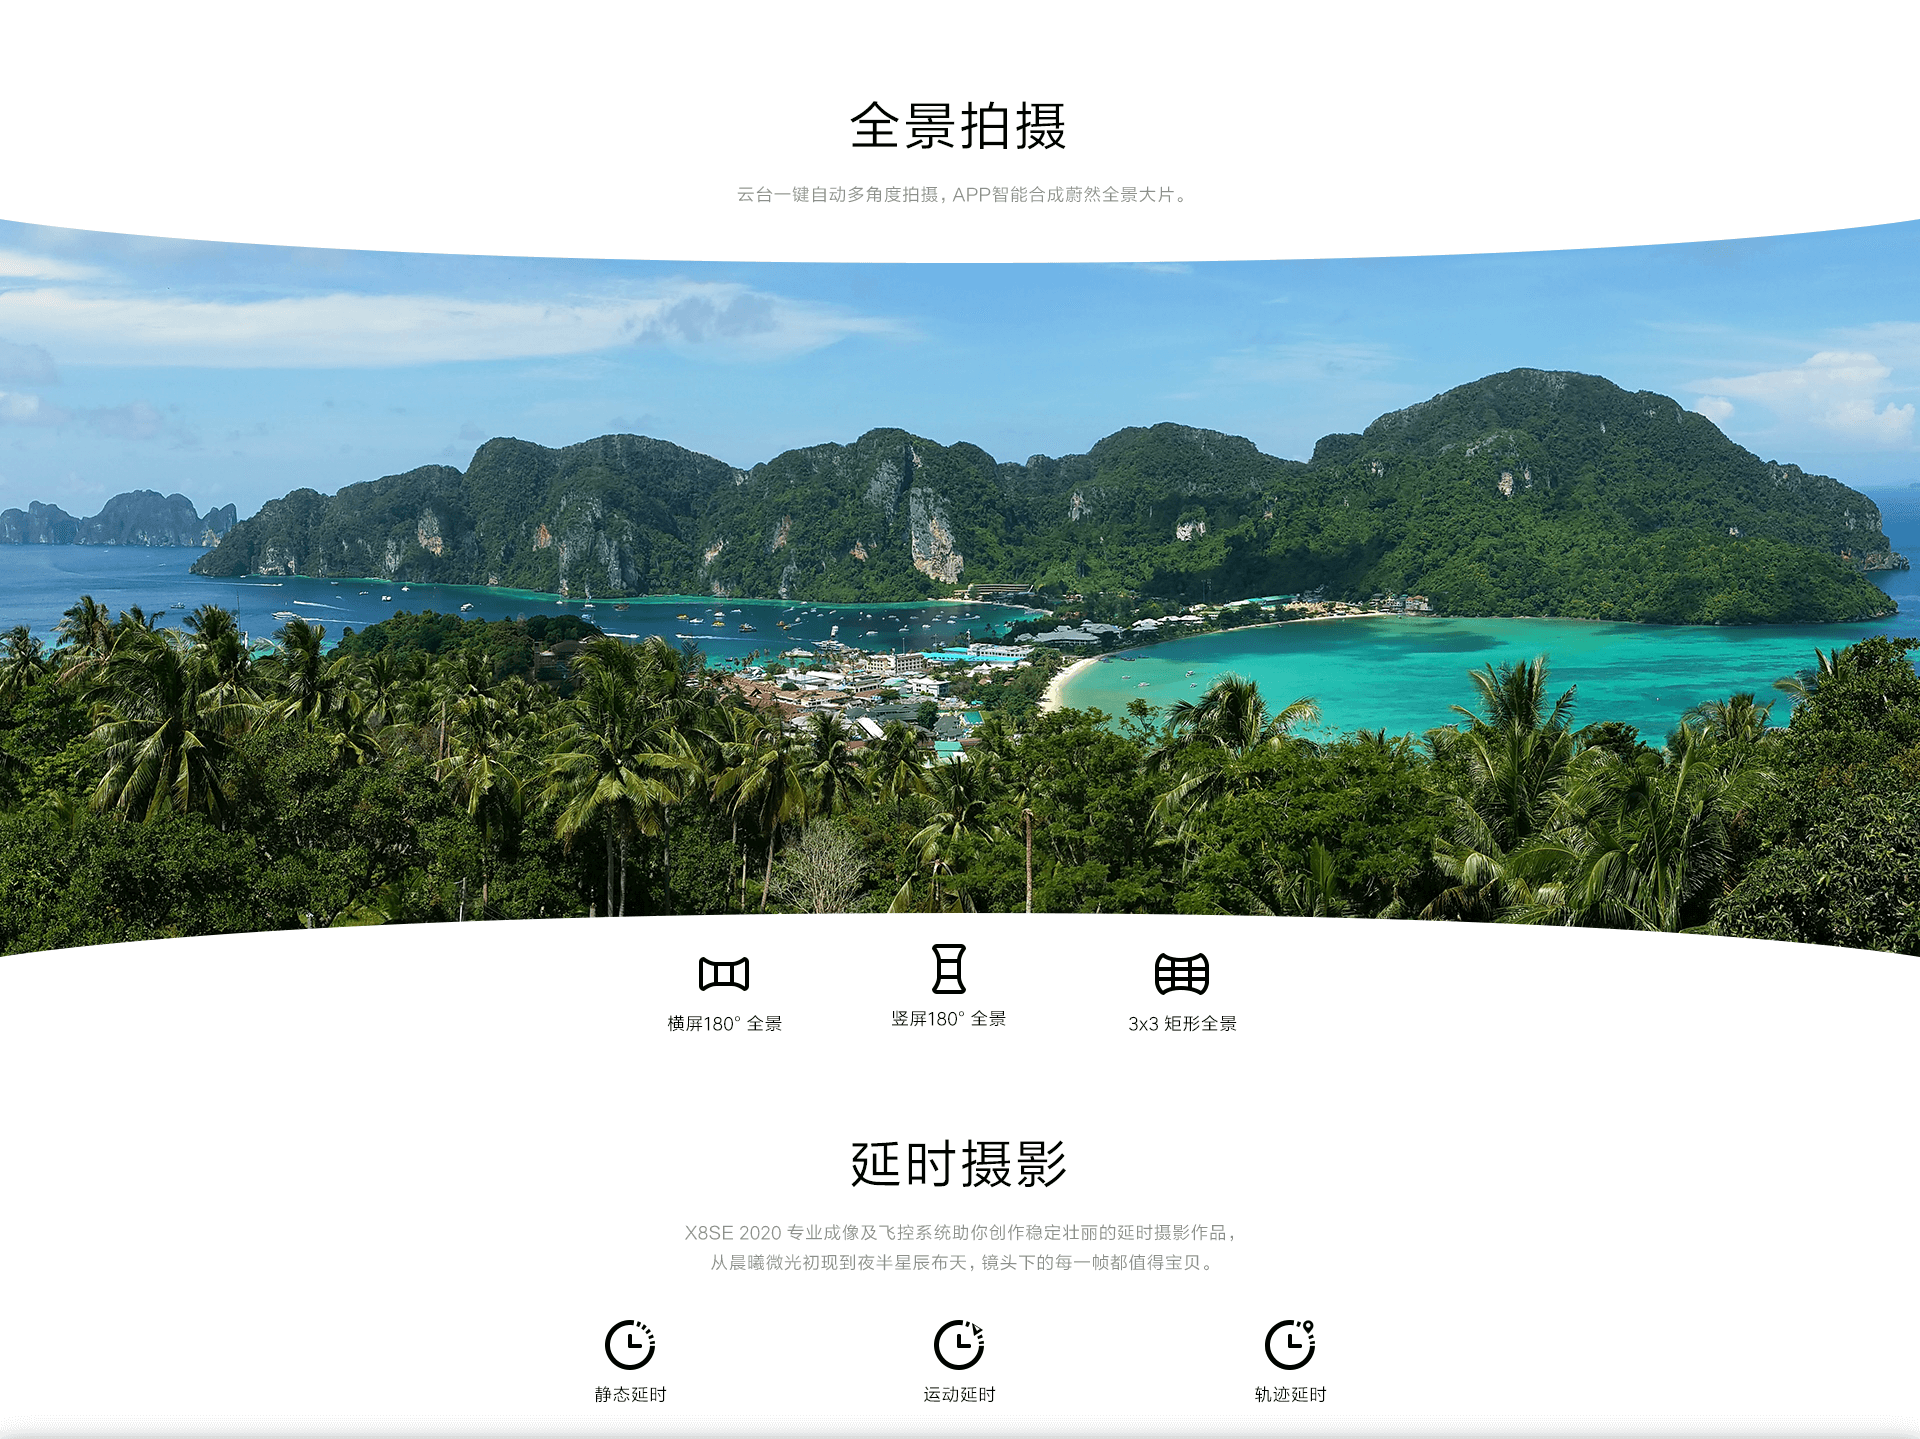 全景拍摄
云台一键自动多角度拍摄，APP智能合成蔚然全景大片。
横屏180° 全景
竖屏180° 全景
3x3 矩形全景
延时摄影
X8SE 2020 专业成像及飞控系统助你创作稳定壮丽的延时摄影作品，
从晨曦微光初现到夜半星辰布天，镜头下的每一帧都值得宝贝。
静态延时
运动延时
轨迹延时